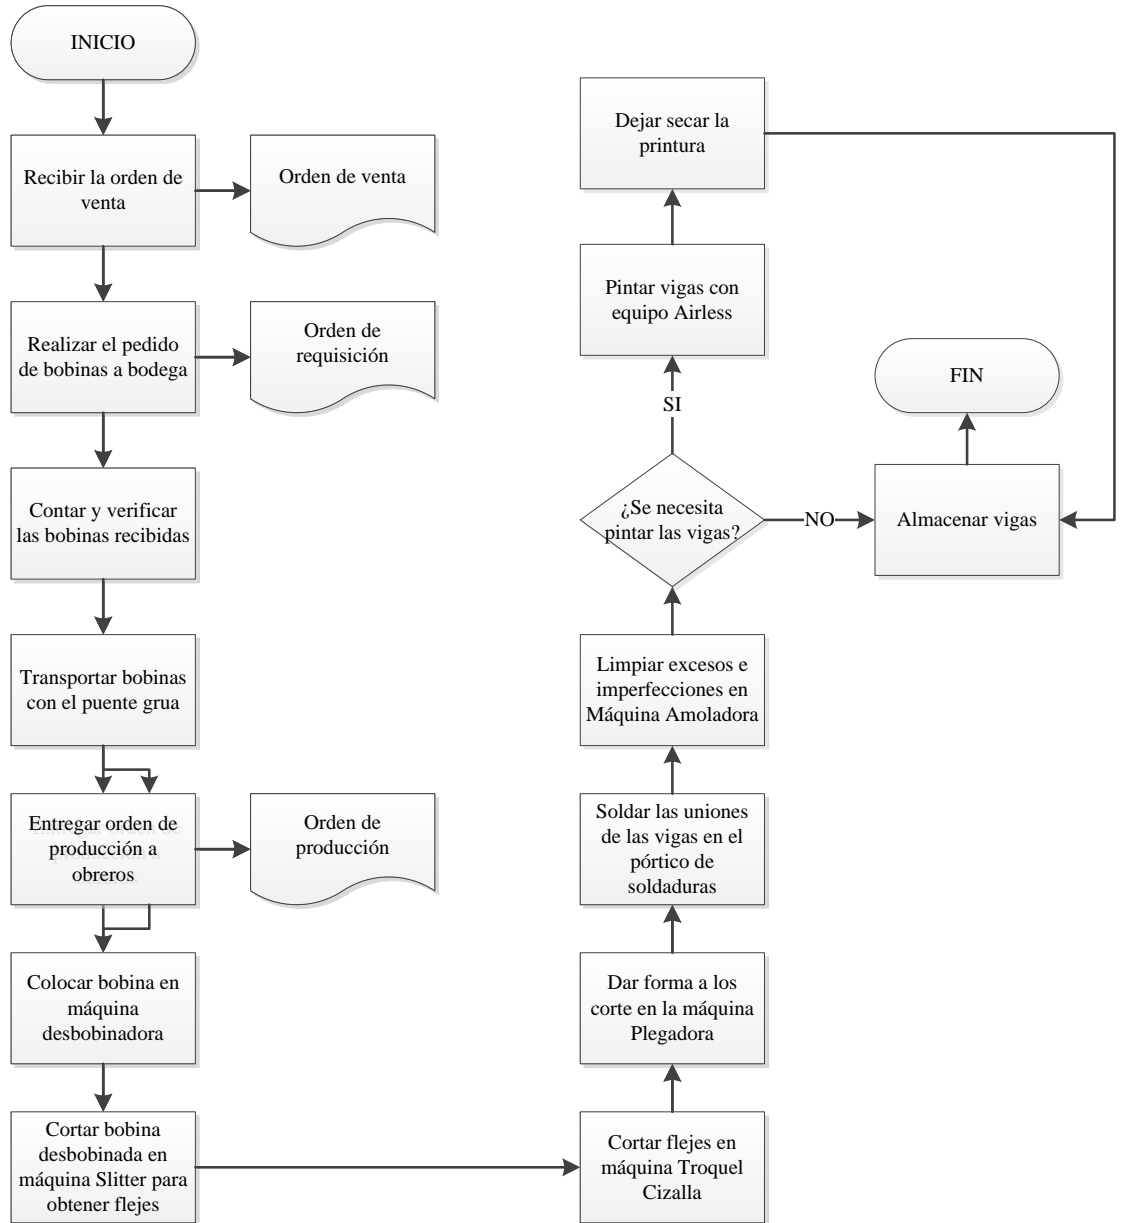 INICIO
Recibir la orden de
venta
Orden de venta
Realizar el pedido
de bobinas a bodega
Orden de
requisición
Contar y verificar
las bobinas recibidas
Transportar bobinas
con el puente grua
Entregar orden de
producción a
obreros
Orden de
producción
Colocar bobina en
máquina
desbobinadora
Cortar bobina
desbobinada en
máquina Slitter para
obtener flejes
Cortar flejes en
máquina Troquel
Cizalla
Dar forma a los
corte en la máquina
Plegadora
Soldar las uniones
de las vigas en el
pórtico de
soldaduras
Limpiar excesos e
imperfecciones en
Máquina Amoladora
¿Se necesita
pintar las vigas?
SI
NO
Pintar vigas con
equipo Airless
Dejar secar la
printura
Almacenar vigas
FIN